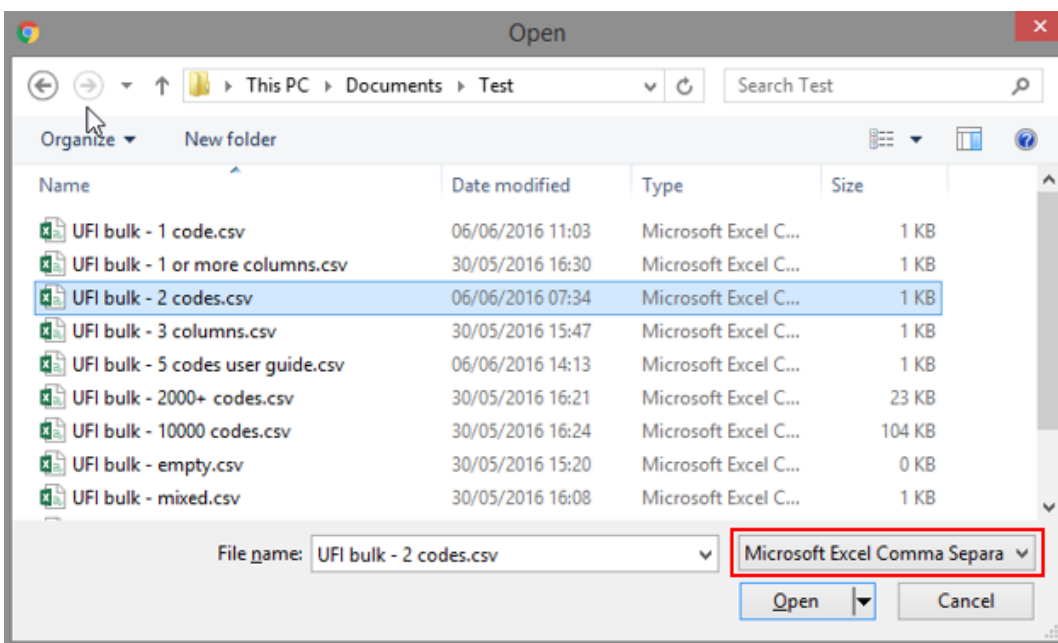 Open
This PC Documents Test Search Test
Organize New folder
Name Date modified Type Size
UFI bulk - 1 code.csv 06/06/2016 11:03 Microsoft Excel C... 1 KB
UFI bulk - 1 or more columns.csv 30/05/2016 16:30 Microsoft Excel C... 1 KB
UFI bulk - 2 codes.csv 06/06/2016 07:34 Microsoft Excel C... 1 KB
UFI bulk - 3 columns.csv 30/05/2016 15:47 Microsoft Excel C... 1 KB
UFI bulk - 5 codes user guide.csv 06/06/2016 14:13 Microsoft Excel C... 1 KB
UFI bulk - 2000+ codes.csv 30/05/2016 16:21 Microsoft Excel C... 23 KB
UFI bulk - 10000 codes.csv 30/05/2016 16:24 Microsoft Excel C... 104 KB
UFI bulk - empty.csv 30/05/2016 15:20 Microsoft Excel C... 0 KB
UFI bulk - mixed.csv 30/05/2016 16:08 Microsoft Excel C... 1 KB
File name: UFI bulk - 2 codes.csv Microsoft Excel Comma Separa
Open Cancel